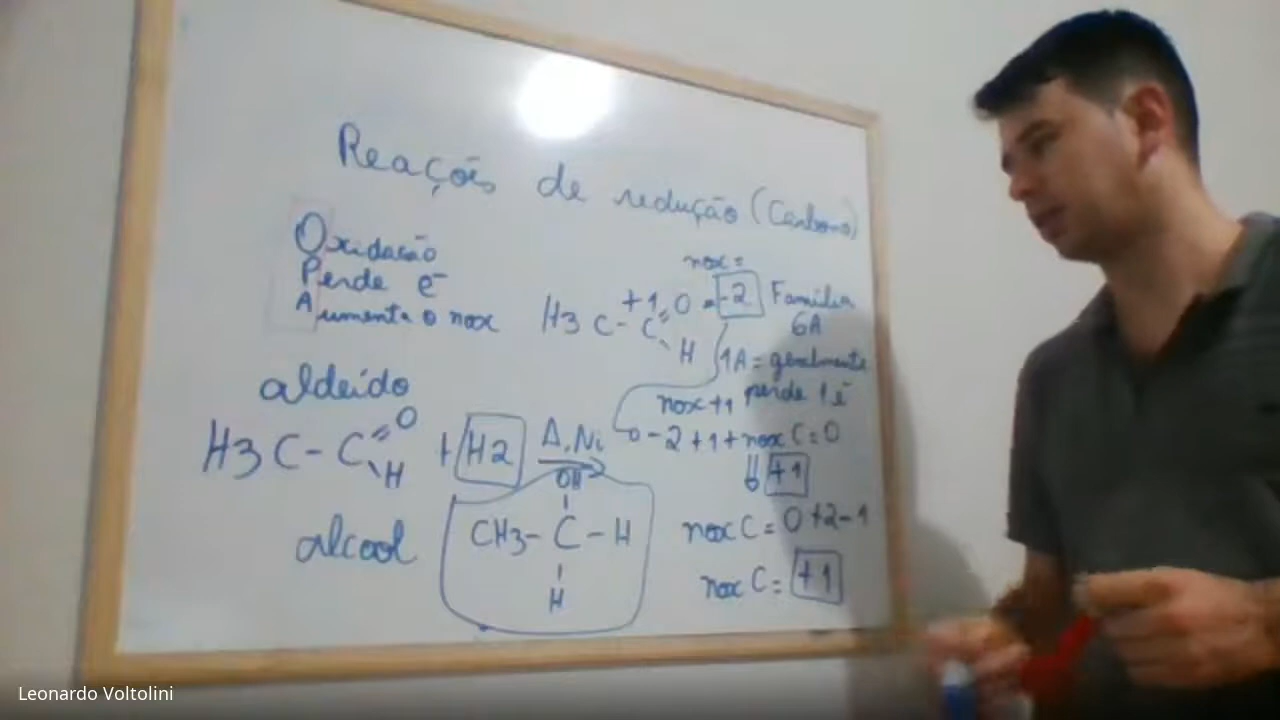 Reações de redução (Carbono)
Oxidação
Perde e-
Aumenta o nox
nox =
H3C-C +1 O = -2 Família
6A
H
1A = geralmente
perde 1 e-
nox +1
aldeído
H3C-C=O
H
+ H2 Δ, Ni
-2+1+nox C=0
+1
nox C = 0+2-1
nox C = +1
alcool
OH
CH3-C-H
H
Leonardo Voltolini